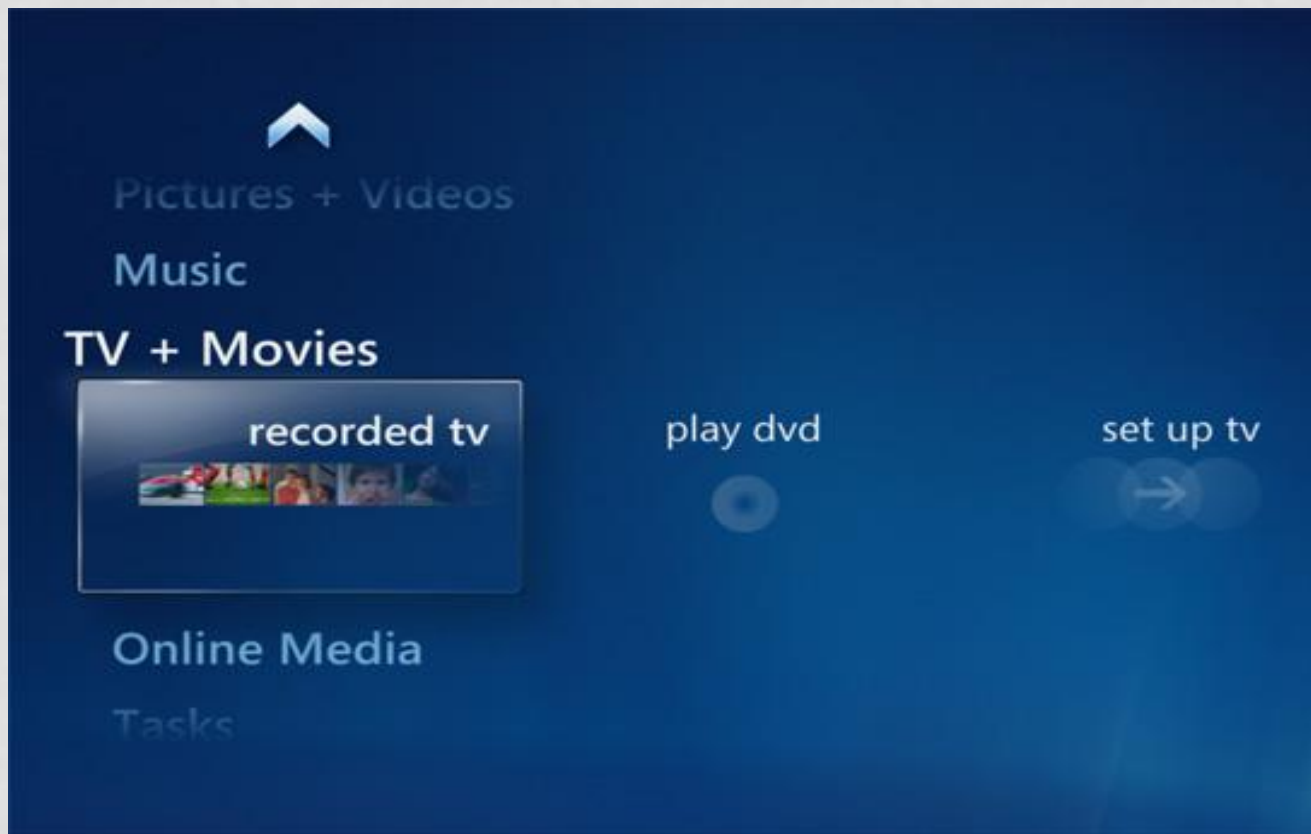 Pictures + Videos
Music
TV + Movies
recorded tv
play dvd
set up tv
Online Media
Tasks